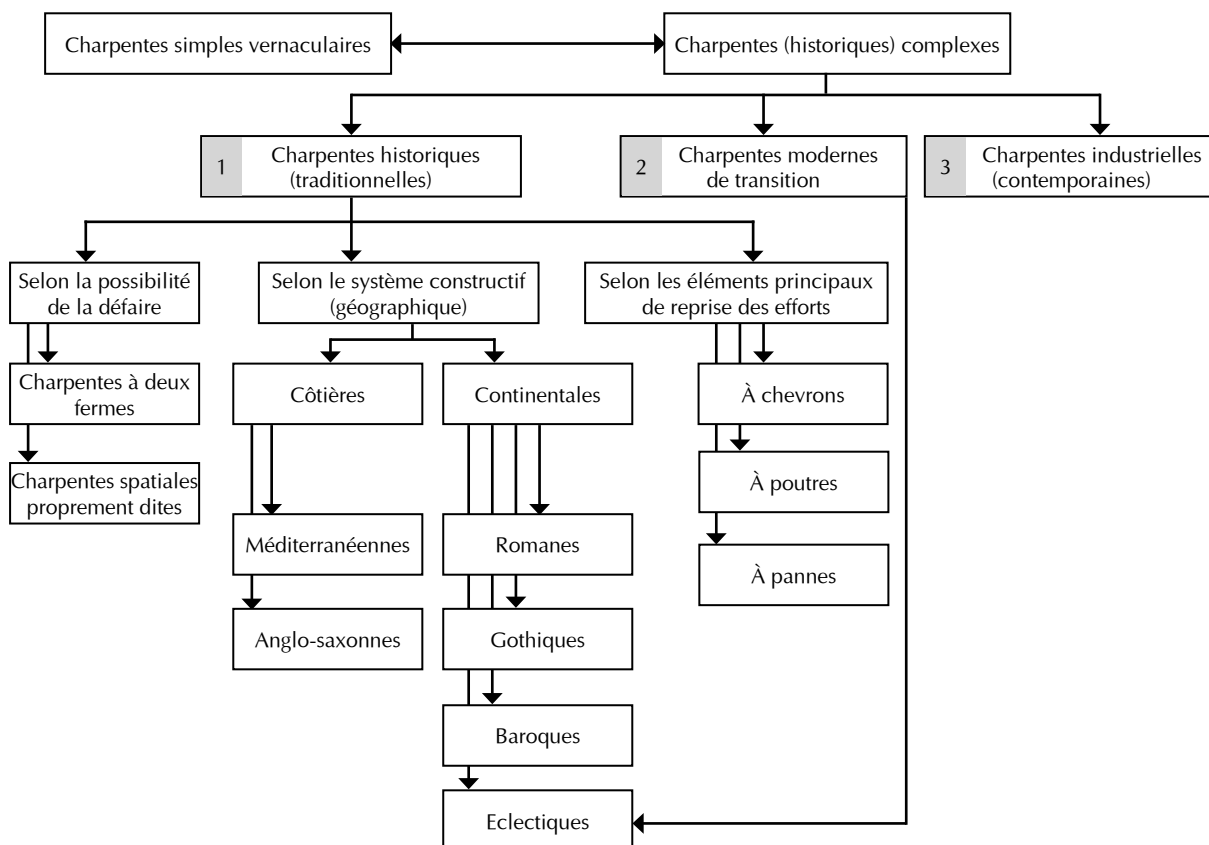 Charpentes simples vernaculaires
Charpentes (historiques) complexes
1
Charpentes historiques
(traditionnelles)
2
Charpentes modernes
de transition
3
Charpentes industrielles
(contemporaines)
Selon la possibilité
de la défaire
Selon le système constructif
(géographique)
Selon les éléments principaux
de reprise des efforts
Charpentes à deux
fermes
Côtières
Continentales
À chevrons
Charpentes spatiales
proprement dites
À poutres
Méditerranéennes
Romanes
À pannes
Anglo-saxonnes
Gothiques
Baroques
Eclectiques